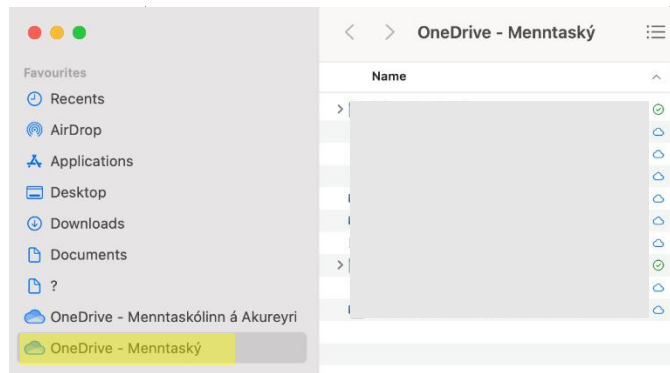 OneDrive - Menntaský
Favourites
Recents
AirDrop
Applications
Desktop
Downloads
Documents
?
OneDrive - Menntaskólinn á Akureyri
OneDrive - Menntaský
Name